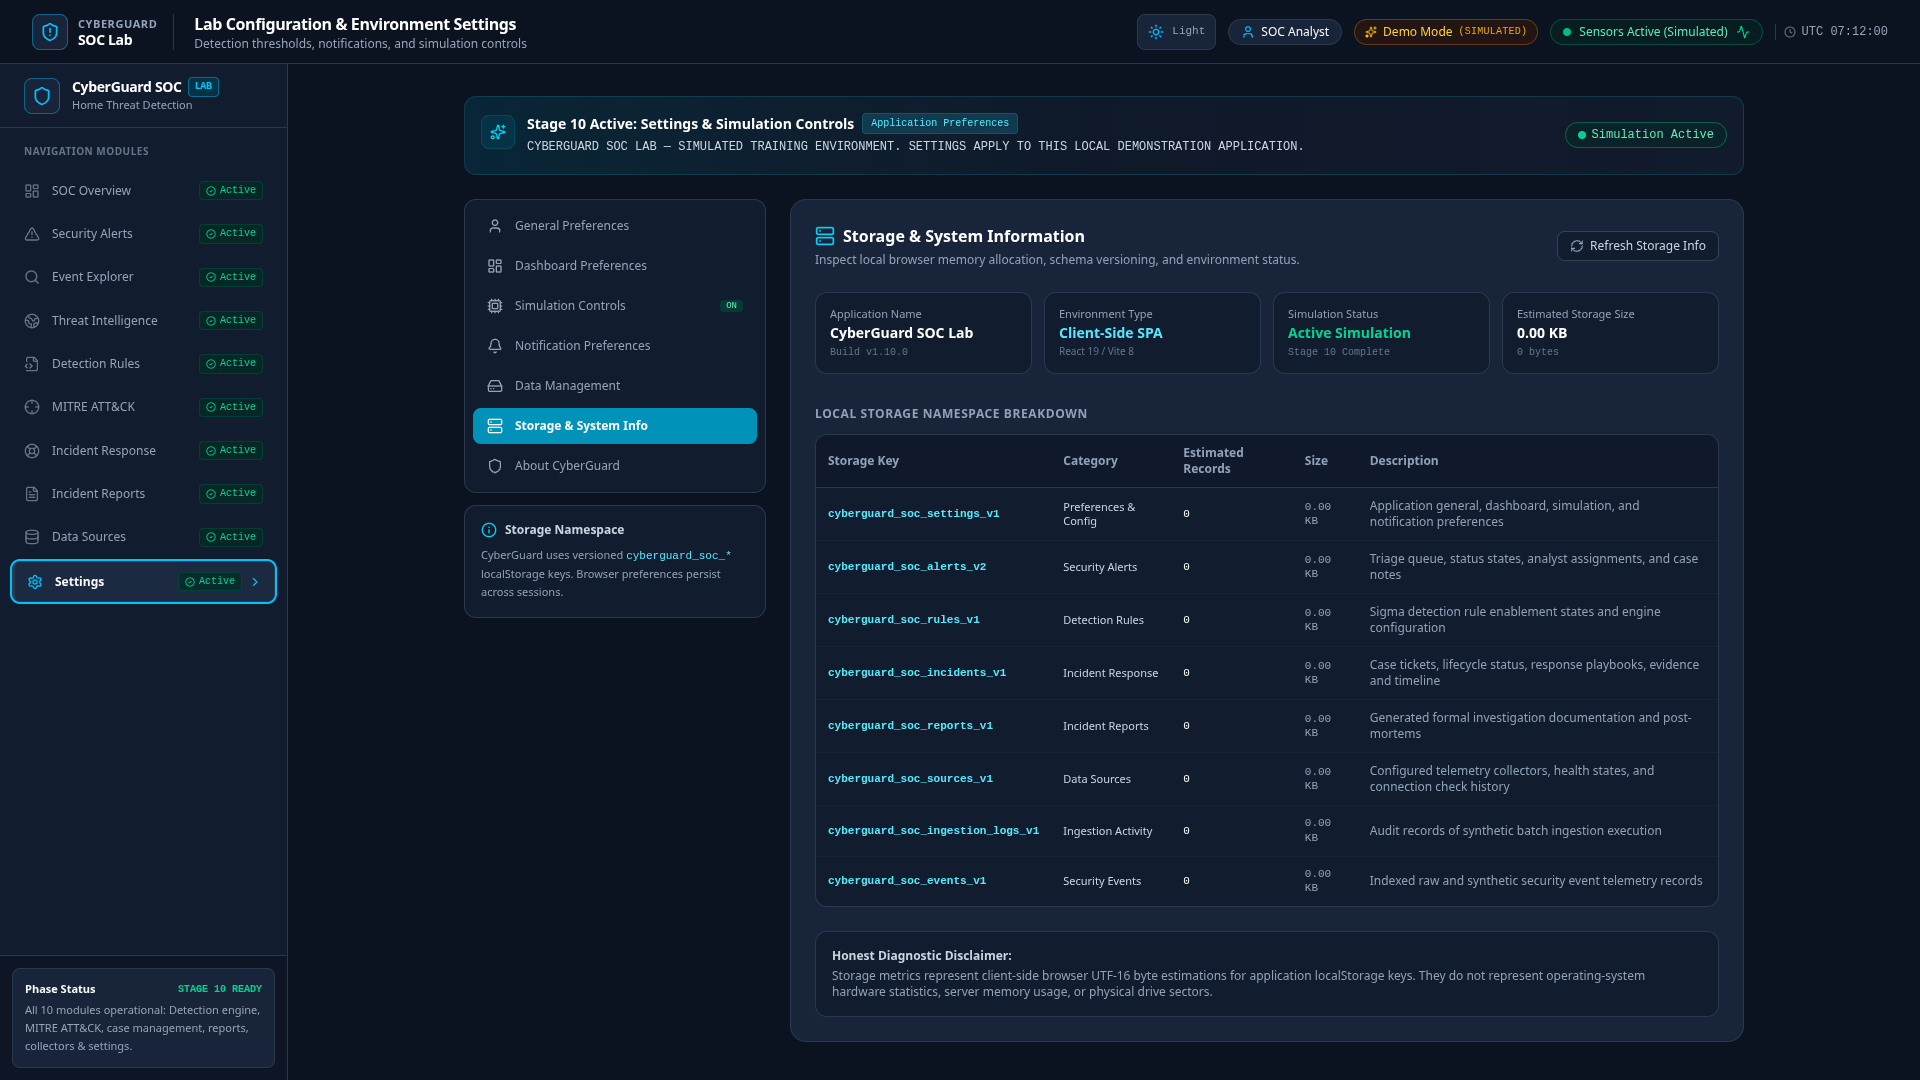 CYBERGUARD
SOC Lab
Lab Configuration & Environment Settings
Detection thresholds, notifications, and simulation controls
Light
SOC Analyst
Demo Mode (SIMULATED)
Sensors Active (Simulated)
UTC 07:12:00
CyberGuard SOC LAB
Home Threat Detection
NAVIGATION MODULES
SOC Overview Active
Security Alerts Active
Event Explorer Active
Threat Intelligence Active
Detection Rules Active
MITRE ATT&CK Active
Incident Response Active
Incident Reports Active
Data Sources Active
Settings Active
Phase Status STAGE 10 READY
All 10 modules operational: Detection engine,
MITRE ATT&CK, case management, reports,
collectors & settings.
Stage 10 Active: Settings & Simulation Controls Application Preferences
CYBERGUARD SOC LAB — SIMULATED TRAINING ENVIRONMENT. SETTINGS APPLY TO THIS LOCAL DEMONSTRATION APPLICATION.
Simulation Active
General Preferences
Dashboard Preferences
Simulation Controls ON
Notification Preferences
Data Management
Storage & System Info
About CyberGuard
Storage Namespace
CyberGuard uses versioned cyberguard_soc_*
localStorage keys. Browser preferences persist
across sessions.
Storage & System Information
Inspect local browser memory allocation, schema versioning, and environment status.
Refresh Storage Info
Application Name
CyberGuard SOC Lab
Build v1.10.0
Environment Type
Client-Side SPA
React 19 / Vite 8
Simulation Status
Active Simulation
Stage 10 Complete
Estimated Storage Size
0.00 KB
0 bytes
LOCAL STORAGE NAMESPACE BREAKDOWN
Storage Key Category Estimated Records Size Description
cyberguard_soc_settings_v1 Preferences & Config 0 0.00 KB Application general, dashboard, simulation, and notification preferences
cyberguard_soc_alerts_v2 Security Alerts 0 0.00 KB Triage queue, status states, analyst assignments, and case notes
cyberguard_soc_rules_v1 Detection Rules 0 0.00 KB Sigma detection rule enablement states and engine configuration
cyberguard_soc_incidents_v1 Incident Response 0 0.00 KB Case tickets, lifecycle status, response playbooks, evidence and timeline
cyberguard_soc_reports_v1 Incident Reports 0 0.00 KB Generated formal investigation documentation and post-mortems
cyberguard_soc_sources_v1 Data Sources 0 0.00 KB Configured telemetry collectors, health states, and connection check history
cyberguard_soc_ingestion_logs_v1 Ingestion Activity 0 0.00 KB Audit records of synthetic batch ingestion execution
cyberguard_soc_events_v1 Security Events 0 0.00 KB Indexed raw and synthetic security event telemetry records
Honest Diagnostic Disclaimer:
Storage metrics represent client-side browser UTF-16 byte estimations for application localStorage keys. They do not represent operating-system
hardware statistics, server memory usage, or physical drive sectors.